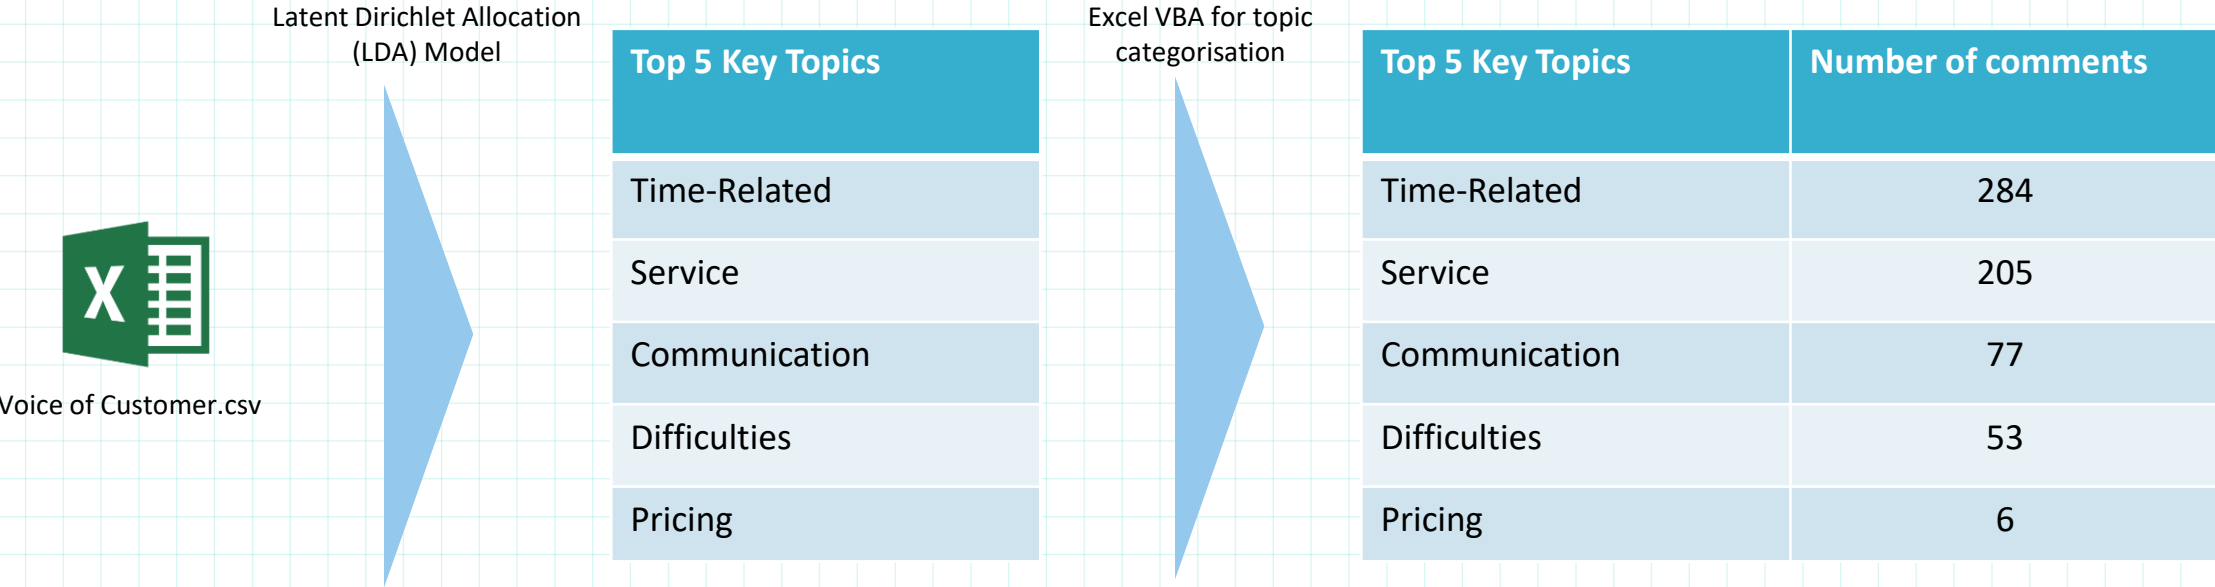 Latent Dirichlet Allocation
(LDA) Model
Excel VBA for topic
categorisation
Top 5 Key Topics
Time-Related
Service
Communication
Difficulties
Pricing
Top 5 Key Topics Number of comments
Time-Related 284
Service 205
Communication 77
Difficulties 53
Pricing 6
X
Voice of Customer.csv